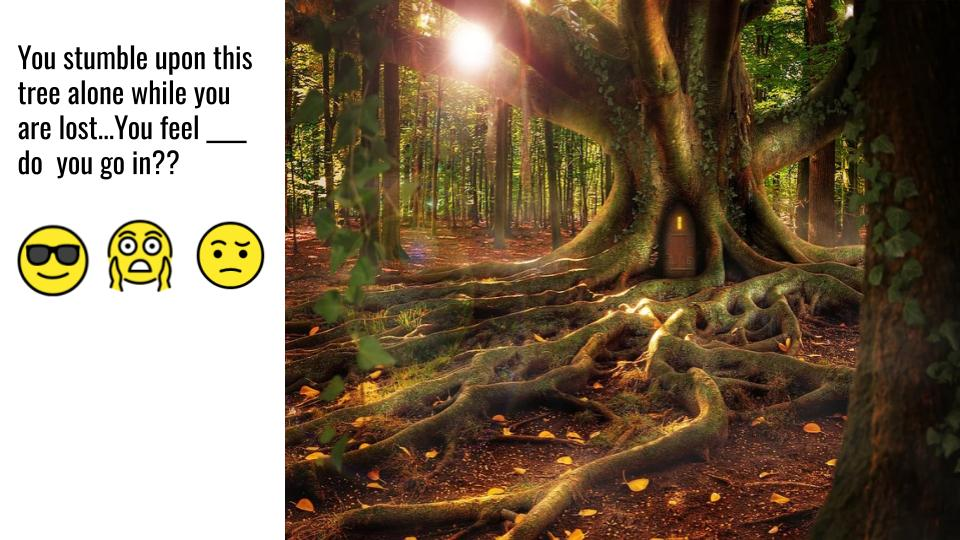 You stumble upon this
tree alone while you
are lost...You feel ___
do  you go in??